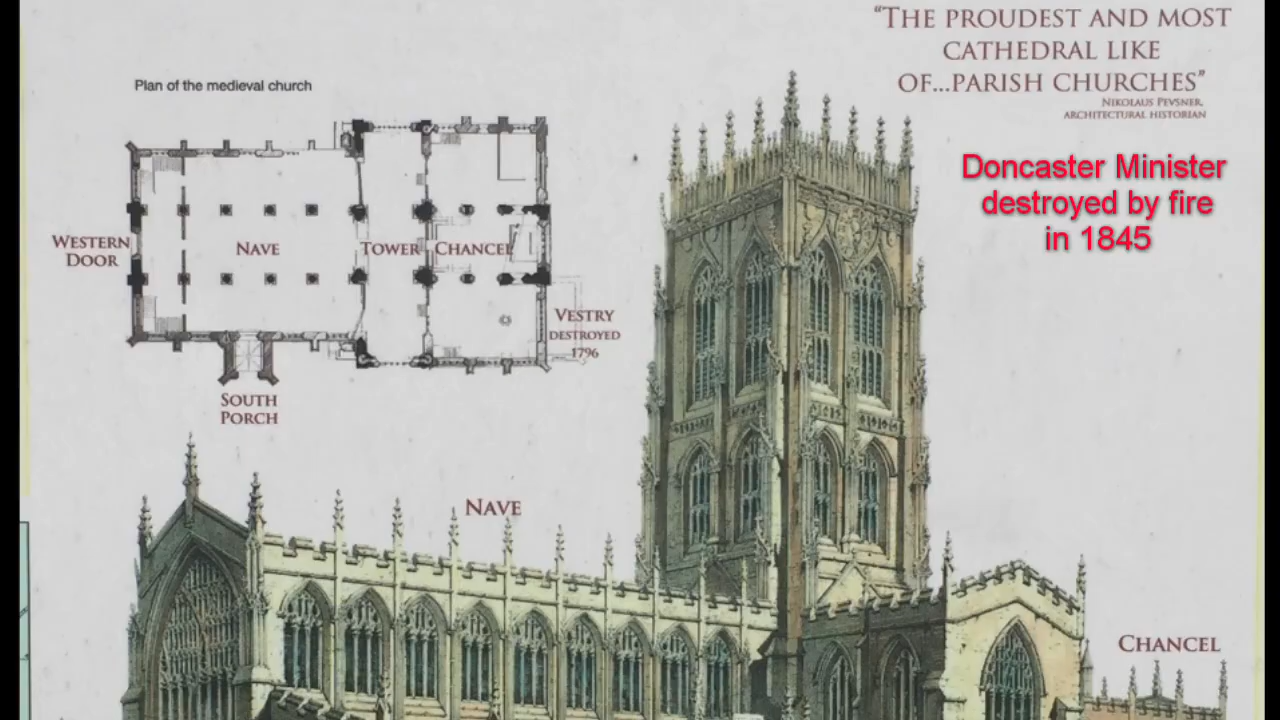 “THE PROUDEST AND MOST
CATHEDRAL LIKE
OF...PARISH CHURCHES”
NIKOLAUS PEVSNER,
ARCHITECTURAL HISTORIAN
Plan of the medieval church
Doncaster Minister
destroyed by fire
in 1845
WESTERN
DOOR
NAVE
TOWER
CHANCEL
VESTRY
DESTROYED
1796
SOUTH
PORCH
NAVE
CHANCEL